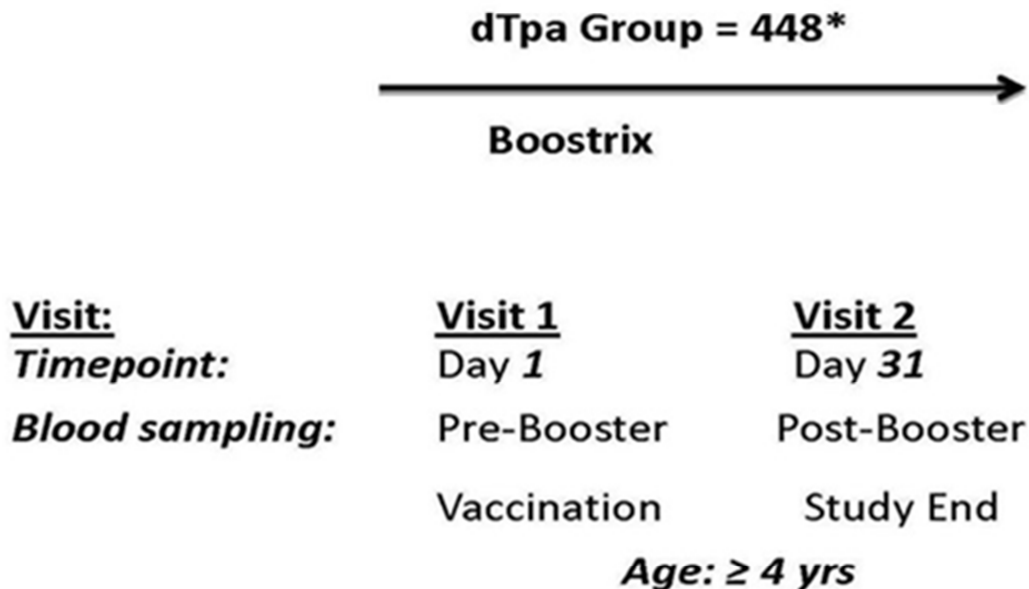 dTpa Group = 448*
Boostrix
Visit: Visit 1 Visit 2
Timepoint: Day 1 Day 31
Blood sampling: Pre-Booster Post-Booster
Vaccination Study End
Age: ≥ 4 yrs